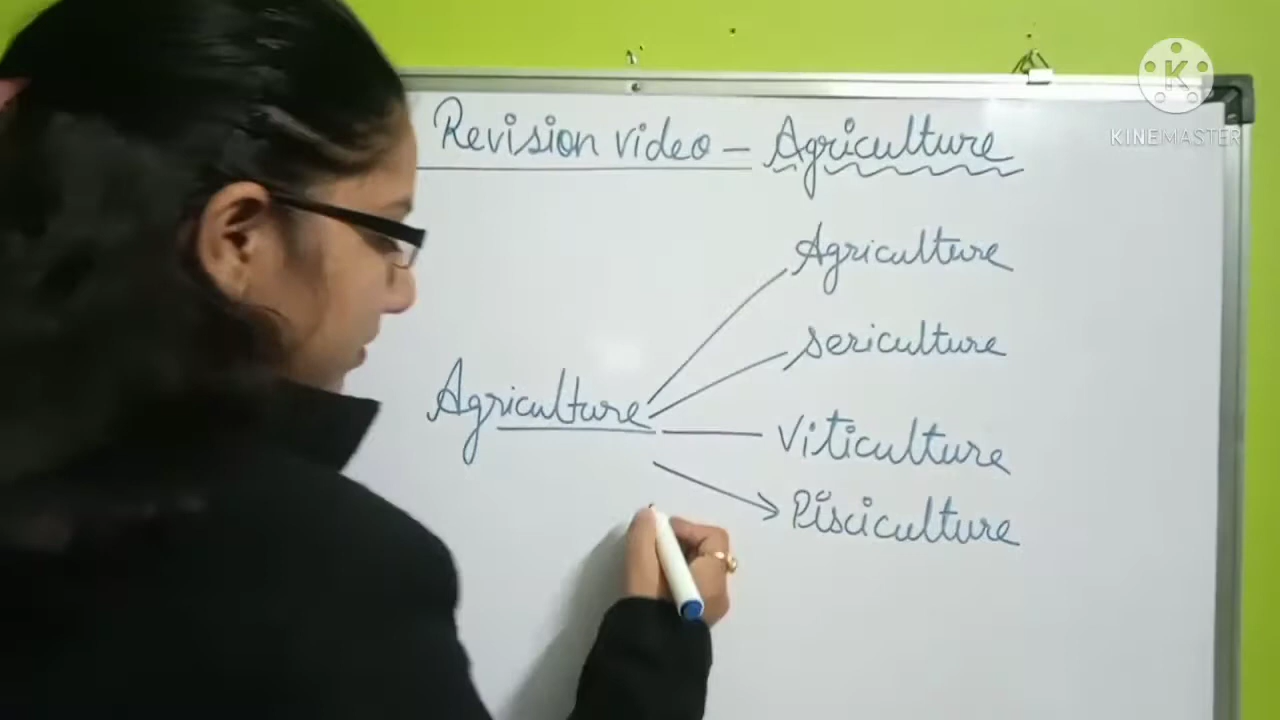 Revision video – Agriculture
Agriculture
sericulture
Agriculture
Viticulture
Pisciculture
KINEMASTER